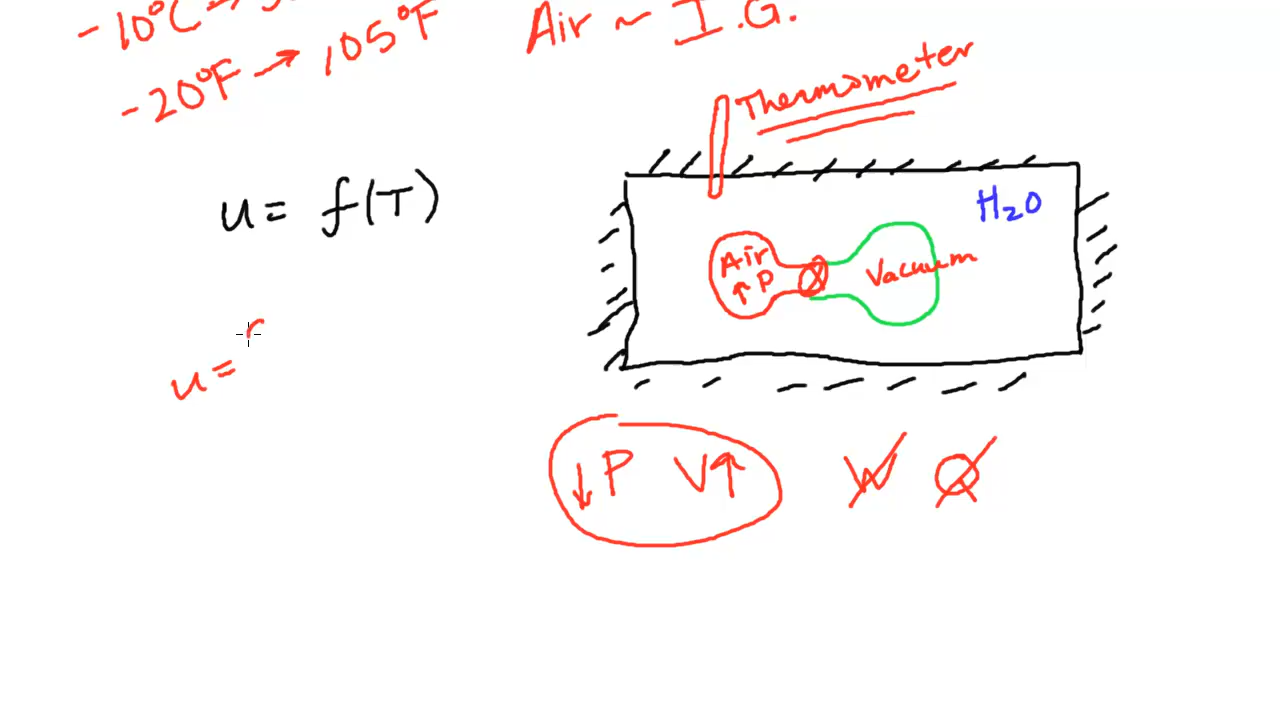 -10°C →
-20°F → 105°F
Air ~ I.G.
Thermometer
u = f(T)
H₂O
Air
↑ P
Vacuum
u =
↓ P V↑ W Q